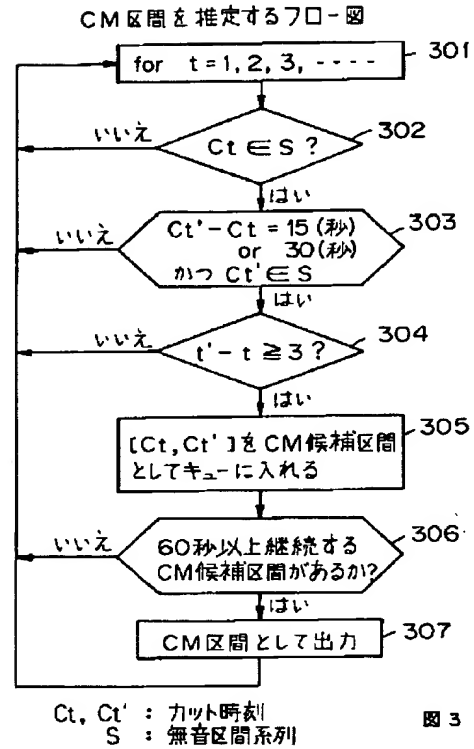 CM区間を推定するフロー図
for t=1, 2, 3, ----
301
302
いいえ
Ct∈S?
はい
303
いいえ
Ct'-Ct=15(秒)
or 30(秒)
かつ Ct'∈S
はい
304
いいえ
t'-t≧3?
はい
305
[Ct, Ct']をCM候補区間
としてキューに入れる
306
いいえ
60秒以上継続する
CM候補区間があるか?
はい
307
CM区間として出力
Ct, Ct' : カット時刻
S : 無音区間系列
図3